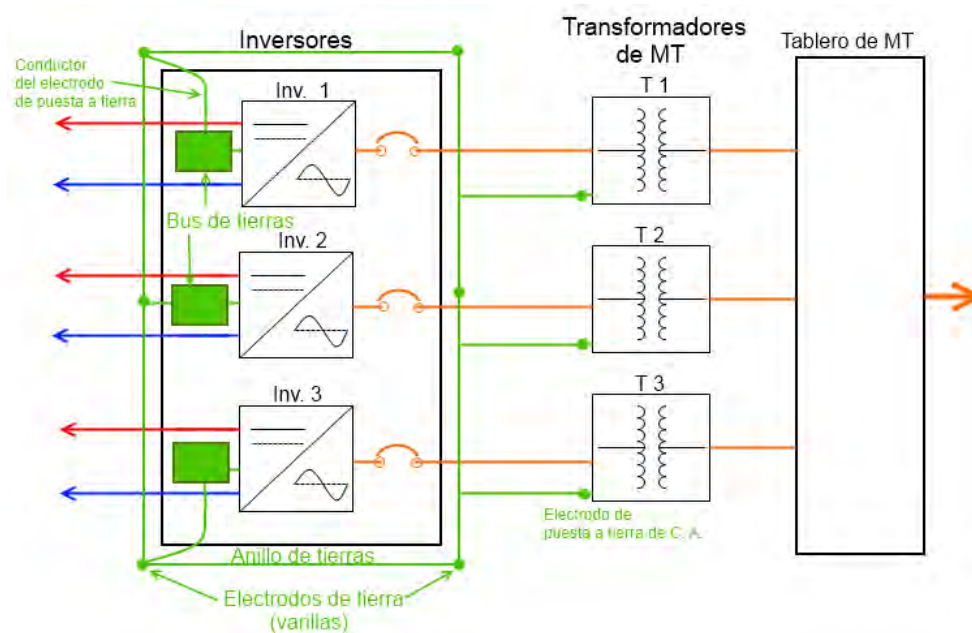 Inversores
Transformadores
de MT
Tablero de MT
Conductor
del electrodo
de puesta a tierra
Inv. 1
T 1
Bus de tierras
Inv. 2
T 2
Inv. 3
T 3
Electrodo de
puesta a tierra de C. A.
Anillo de tierras
Electrodos de tierra
(varillas)